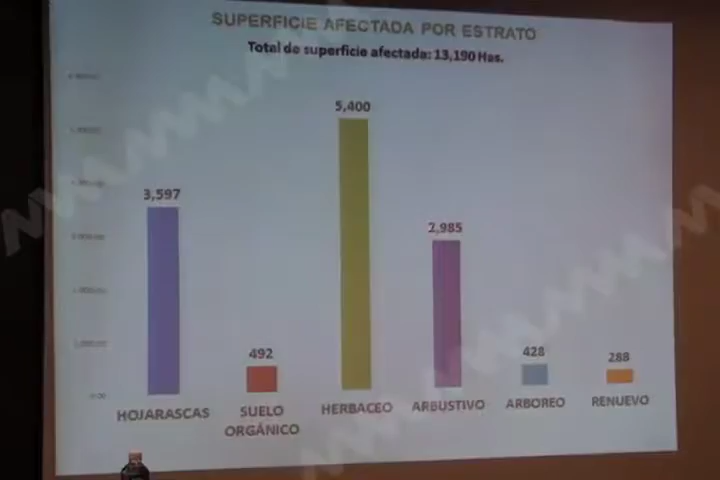 SUPERFICIE AFECTADA POR ESTRATO
Total de superficie afectada: 13,190 Has.
5,400
3,597
2,985
492
428
288
HOJARASCAS
SUELO
ORGÁNICO
HERBACEO
ARBUSTIVO
ARBOREO
RENUEVO